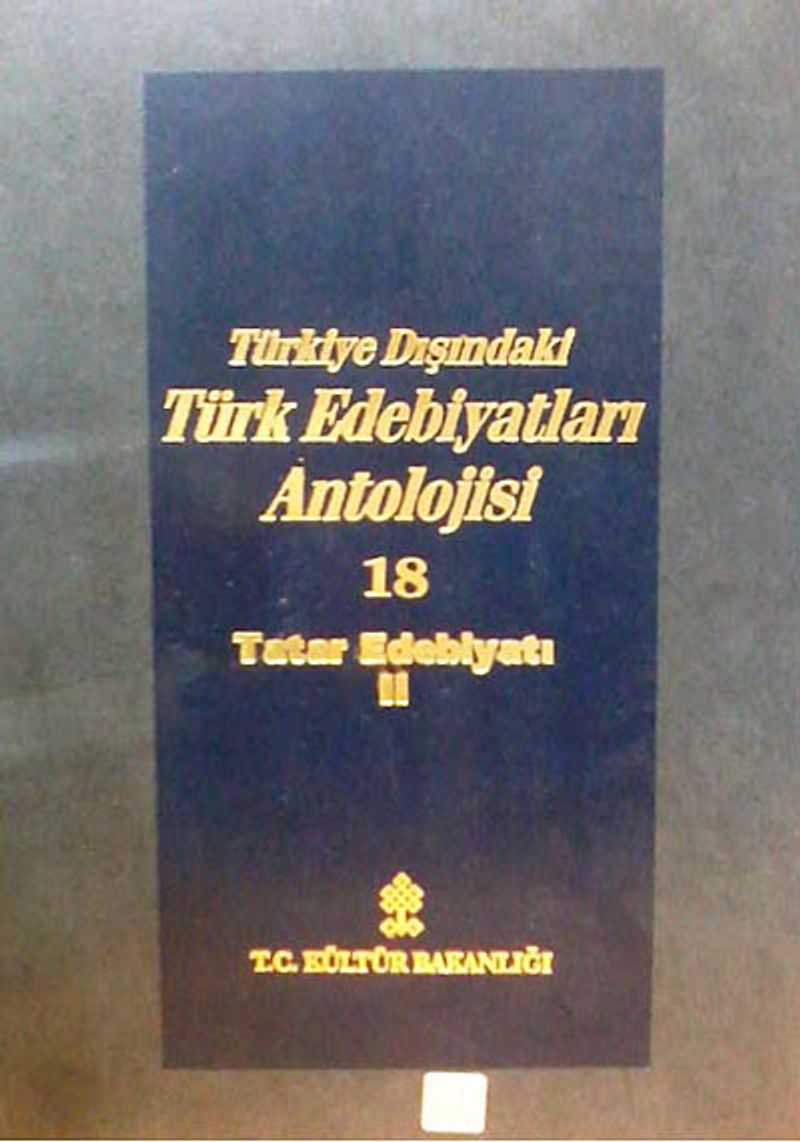 Türkiye Dışındaki
Türk Edebiyatları
Antolojisi
18
Tatar Edebiyatı
II
T.C. KÜLTÜR BAKANLIĞI